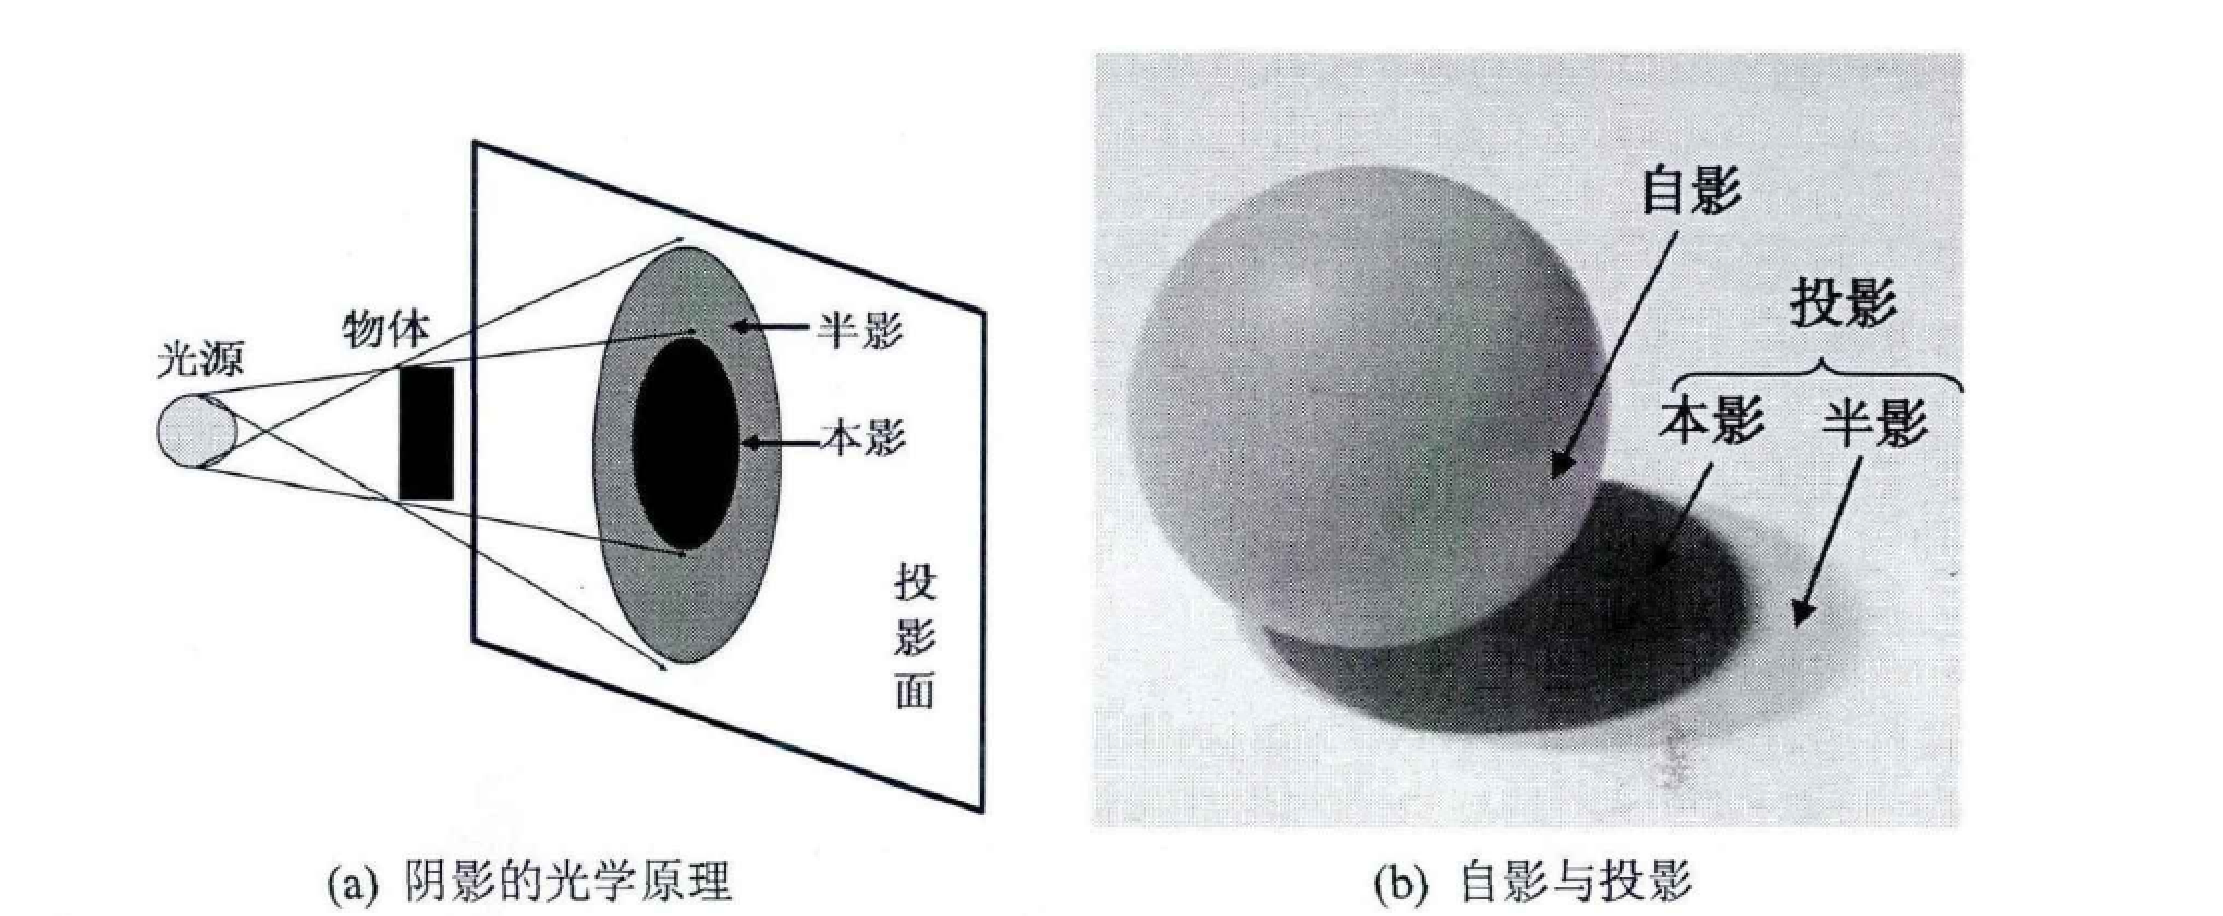 光源
物体
半影
本影
投影面
(a) 阴影的光学原理
自影
投影
本影 半影
(b) 自影与投影